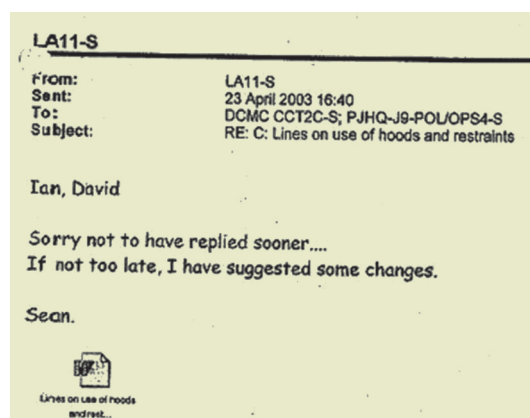 LA11-S
From: LA11-S
Sent: 23 April 2003 16:40
To: DCMC CCT2C-S; PJHQ-J9-POL/OPS4-S
Subject: RE: C: Lines on use of hoods and restraints
Ian, David
Sorry not to have replied sooner....
If not too late, I have suggested some changes.
Sean.
Lines on use of hoods
and rest...